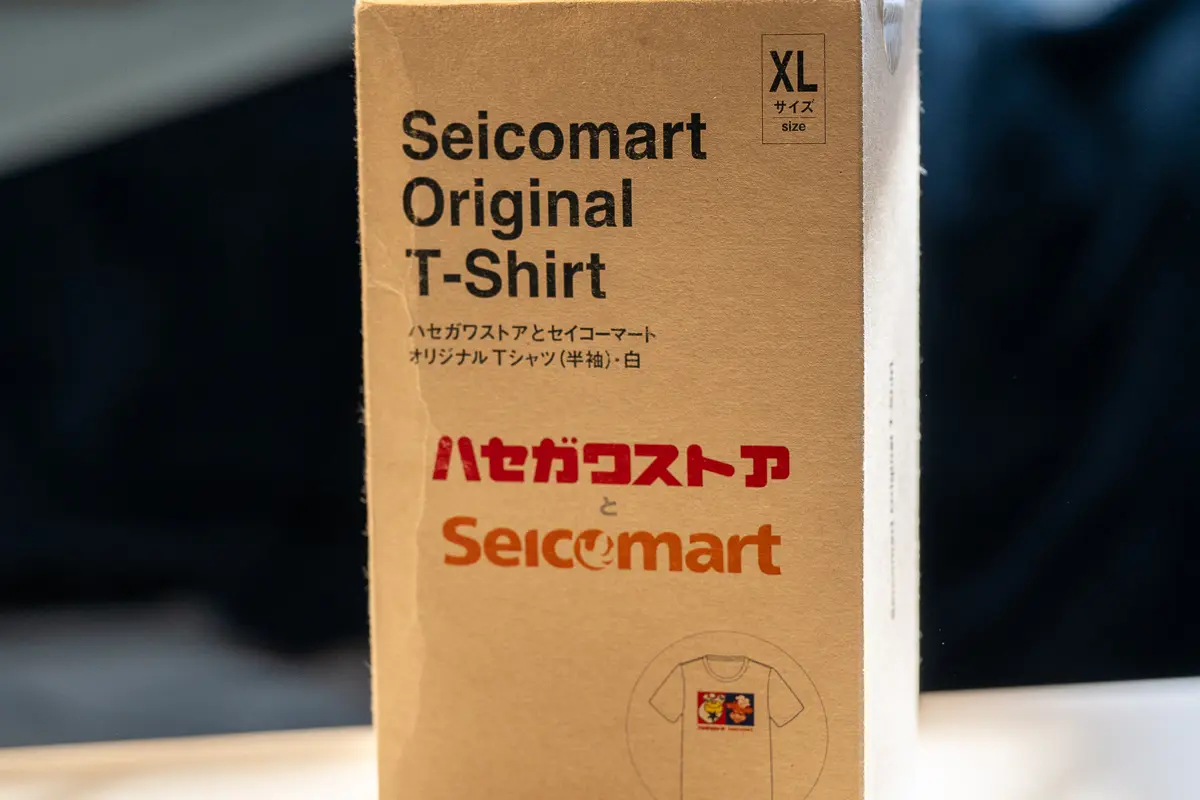 XL
サイズ
size
Seicomart
Original
T-Shirt
ハセガワストアとセイコーマート
オリジナルTシャツ(半袖)・白
ハセガワストア
と
Seicomart